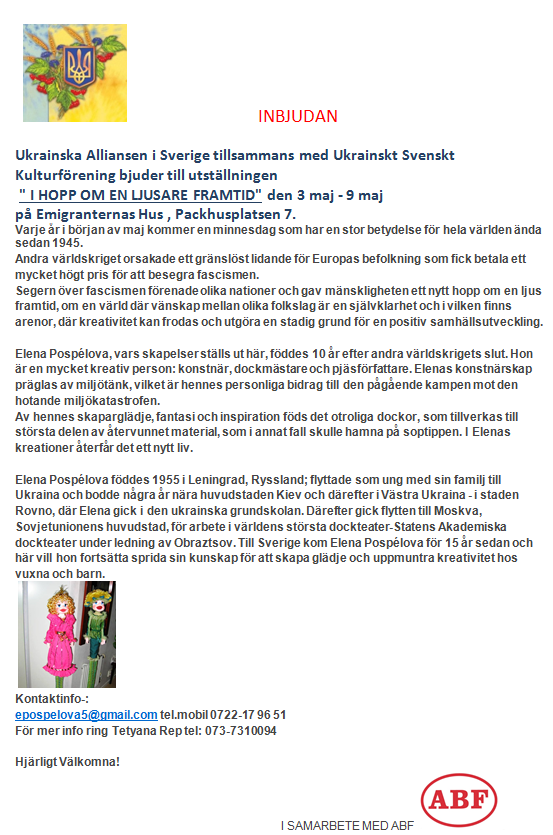 INBJUDAN
Ukrainska Alliansen i Sverige tillsammans med Ukrainskt Svenskt
Kulturförening bjuder till utställningen
" I HOPP OM EN LJUSARE FRAMTID" den 3 maj - 9 maj
på Emigranternas Hus , Packhusplatsen 7.
Varje år i början av maj kommer en minnesdag som har en stor betydelse för hela världen ända
sedan 1945.
Andra världskriget orsakade ett gränslöst lidande för Europas befolkning som fick betala ett
mycket högt pris för att besegra fascismen.
Segern över fascismen förenade olika nationer och gav mänskligheten ett nytt hopp om en ljus
framtid, om en värld där vänskap mellan olika folkslag är en självklarhet och i vilken finns
arenor, där kreativitet kan frodas och utgöra en stadig grund för en positiv samhällsutveckling.
Elena Pospélova, vars skapelser ställs ut här, föddes 10 år efter andra världskrigets slut. Hon
är en mycket kreativ person: konstnär, dockmästare och pjäsförfattare. Elenas konstnärskap
präglas av miljötänk, vilket är hennes personliga bidrag till den pågående kampen mot den
hotande miljökatastrofen.
Av hennes skaparglädje, fantasi och inspiration föds det otroliga dockor, som tillverkas till
största delen av återvunnet material, som i annat fall skulle hamna på soptippen. I Elenas
kreationer återfår det ett nytt liv.
Elena Pospélova föddes 1955 i Leningrad, Ryssland; flyttade som ung med sin familj till
Ukraina och bodde några år nära huvudstaden Kiev och därefter i Västra Ukraina - i staden
Rovno, där Elena gick i den ukrainska grundskolan. Därefter gick flytten till Moskva,
Sovjetunionens huvudstad, för arbete i världens största dockteater-Statens Akademiska
dockteater under ledning av Obraztsov. Till Sverige kom Elena Pospélova för 15 år sedan och
här vill hon fortsätta sprida sin kunskap för att skapa glädje och uppmuntra kreativitet hos
vuxna och barn.
Kontaktinfo-:
epospelova5@gmail.com tel.mobil 0722-17 96 51
För mer info ring Tetyana Rep tel: 073-7310094
Hjärligt Välkomna!
ABF
I SAMARBETE MED ABF